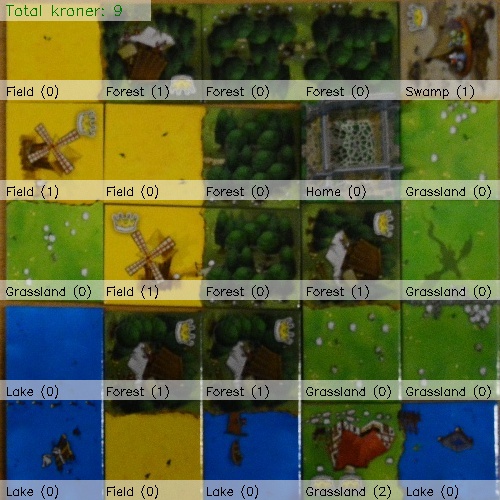 Total kroner: 9
Field (0)
Forest (1)
Forest (0)
Forest (0)
Swamp (1)
Field (1)
Field (0)
Forest (0)
Home (0)
Grassland (0)
Grassland (0)
Field (1)
Forest (0)
Forest (1)
Grassland (0)
Lake (0)
Forest (1)
Forest (1)
Grassland (0)
Grassland (0)
Lake (0)
Field (0)
Lake (0)
Grassland (2)
Lake (0)